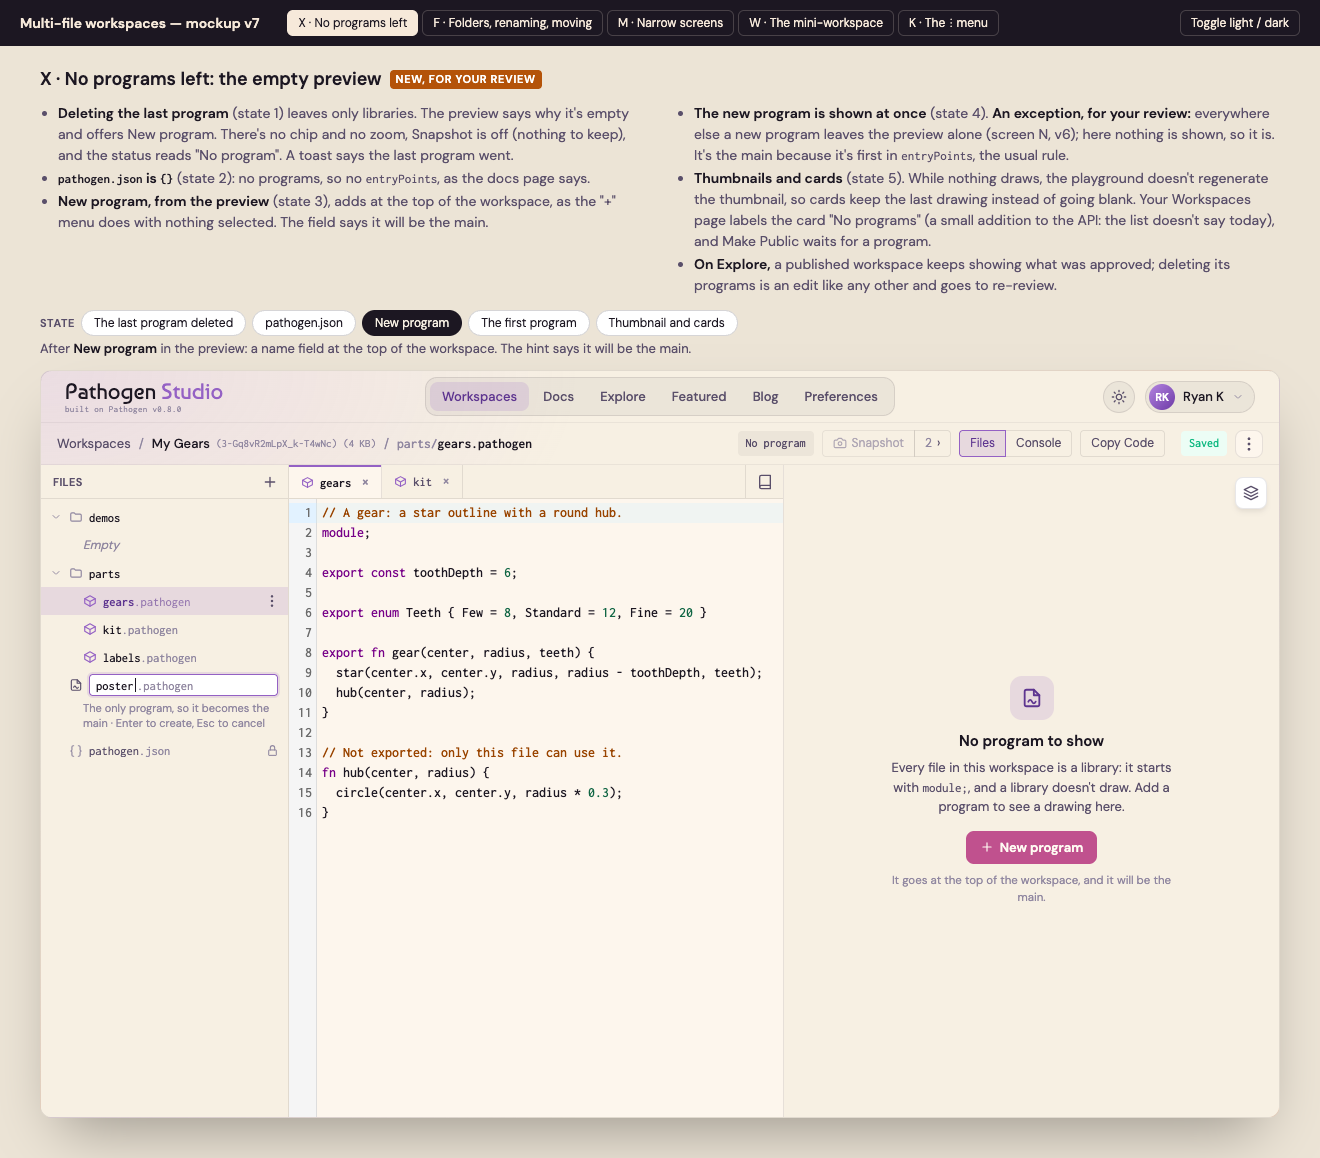 Multi-file workspaces — mockup v7
X · No programs left
F · Folders, renaming, moving
M · Narrow screens
W · The mini-workspace
K · The ⋮ menu
Toggle light / dark
X · No programs left: the empty preview
NEW, FOR YOUR REVIEW
• Deleting the last program (state 1) leaves only libraries. The preview says why it's empty
and offers New program. There's no chip and no zoom, Snapshot is off (nothing to keep),
and the status reads "No program". A toast says the last program went.
• pathogen.json is {} (state 2): no programs, so no entryPoints, as the docs page says.
• New program, from the preview (state 3), adds at the top of the workspace, as the "+"
menu does with nothing selected. The field says it will be the main.
• The new program is shown at once (state 4). An exception, for your review: everywhere
else a new program leaves the preview alone (screen N, v6); here nothing is shown, so it is.
It's the main because it's first in entryPoints, the usual rule.
• Thumbnails and cards (state 5). While nothing draws, the playground doesn't regenerate
the thumbnail, so cards keep the last drawing instead of going blank. Your Workspaces
page labels the card "No programs" (a small addition to the API: the list doesn't say today),
and Make Public waits for a program.
• On Explore, a published workspace keeps showing what was approved; deleting its
programs is an edit like any other and goes to re-review.
STATE
The last program deleted
pathogen.json
New program
The first program
Thumbnail and cards
After New program in the preview: a name field at the top of the workspace. The hint says it will be the main.
Pathogen Studio
built on Pathogen v0.8.0
Workspaces
Docs
Explore
Featured
Blog
Preferences
RK
Ryan K
Workspaces / My Gears (3-Gq8vR2mLpX_k-T4wNc) (4 KB) / parts/gears.pathogen
No program
Snapshot
2 ›
Files
Console
Copy Code
Saved
FILES
demos
Empty
parts
gears.pathogen
kit.pathogen
labels.pathogen
poster.pathogen
The only program, so it becomes the
main · Enter to create, Esc to cancel
{ } pathogen.json
gears ×
kit ×
1 // A gear: a star outline with a round hub.
2 module;
3
4 export const toothDepth = 6;
5
6 export enum Teeth { Few = 8, Standard = 12, Fine = 20 }
7
8 export fn gear(center, radius, teeth) {
9 star(center.x, center.y, radius, radius - toothDepth, teeth);
10 hub(center, radius);
11 }
12
13 // Not exported: only this file can use it.
14 fn hub(center, radius) {
15 circle(center.x, center.y, radius * 0.3);
16 }
No program to show
Every file in this workspace is a library: it starts
with module;, and a library doesn't draw. Add a
program to see a drawing here.
+ New program
It goes at the top of the workspace, and it will be the
main.